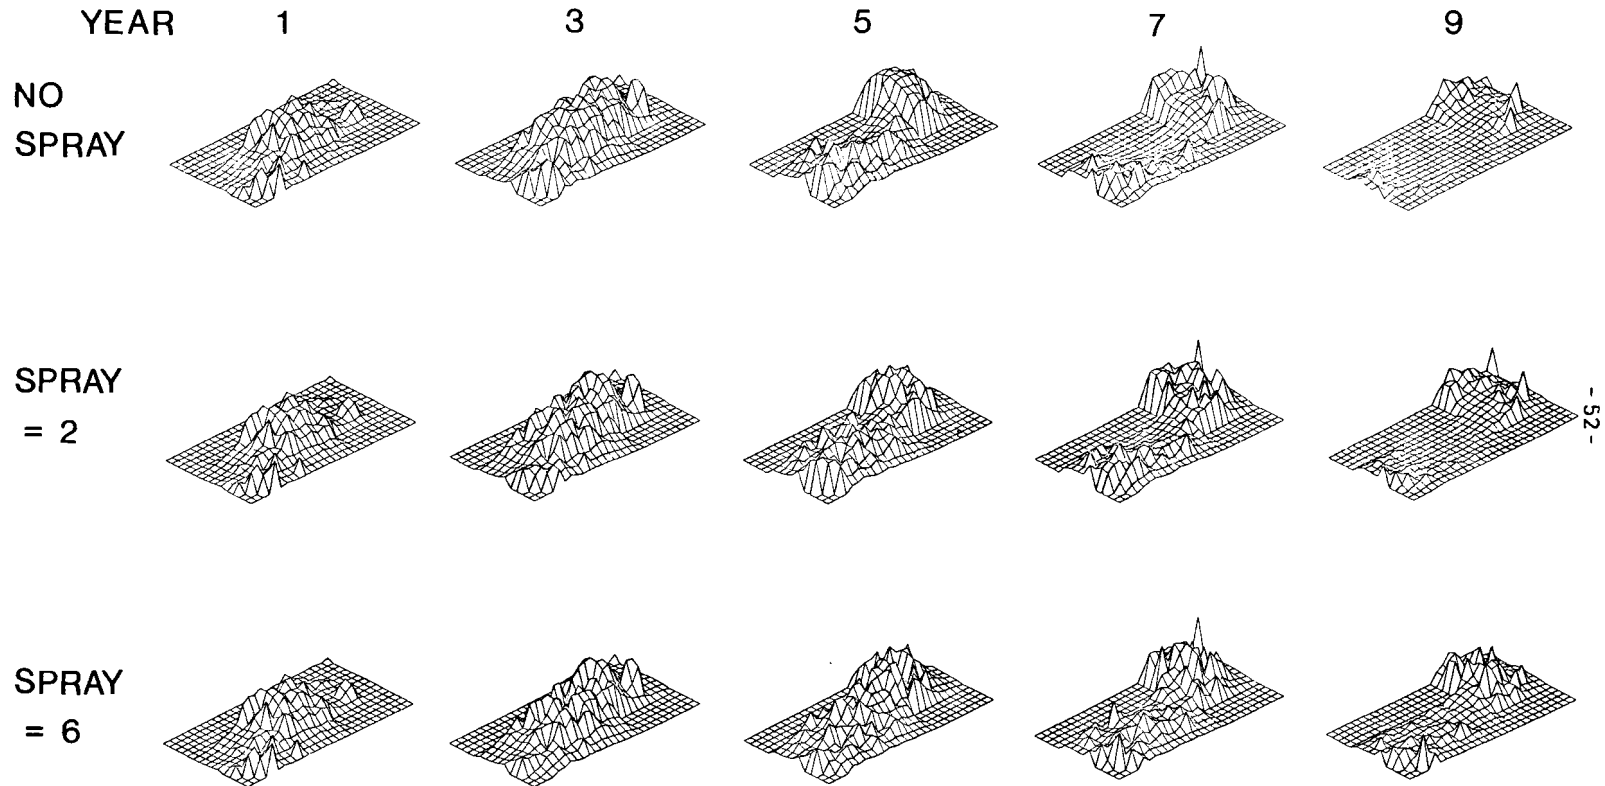 YEAR 1 3 5 7 9
NO
SPRAY
SPRAY
= 2
- 52 -
SPRAY
= 6